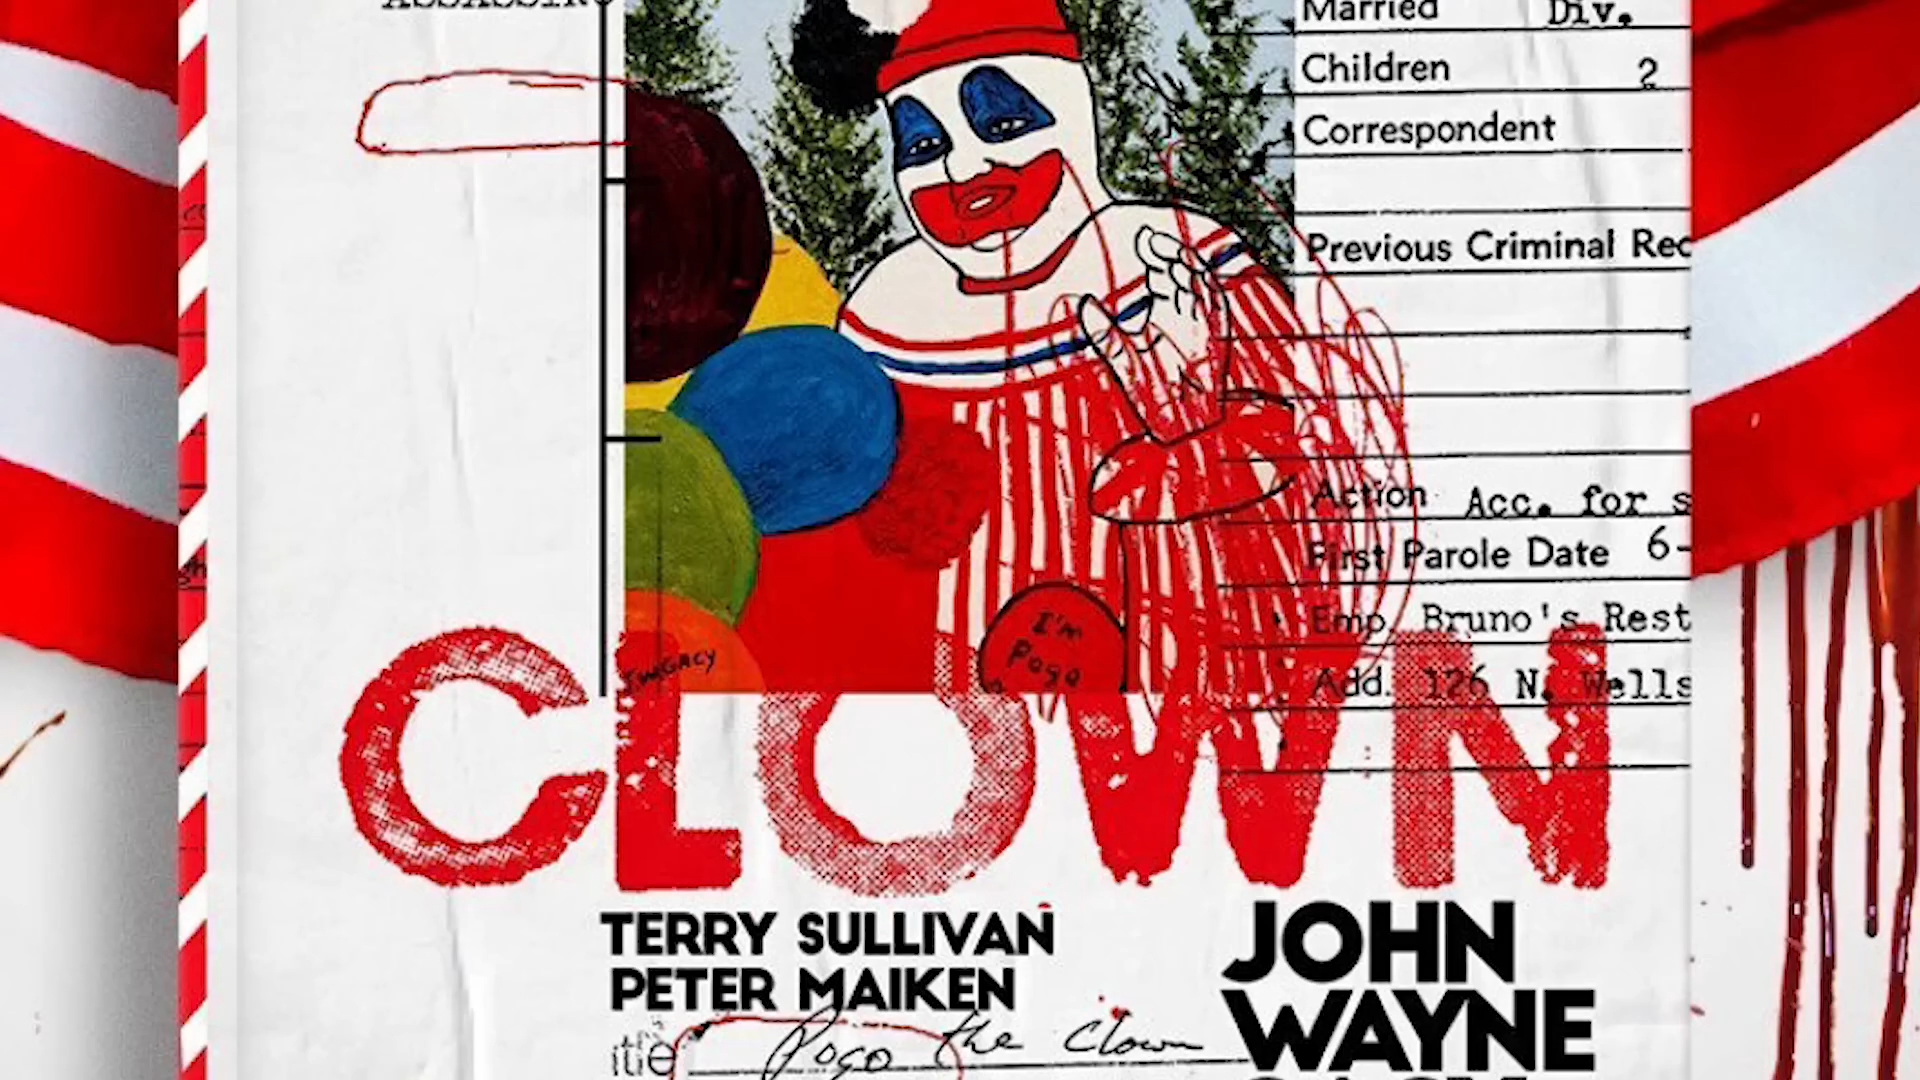 Married Div.
Children 2
Correspondent
Previous Criminal Rec
Action Acc. for s
First Parole Date 6-
Emp. Bruno's Rest
Add. 126 N. Wells
I'm
Pogo
JWGACY
CLOWN
TERRY SULLIVAN
PETER MAIKEN
JOHN
WAYNE
Pogo the Clown